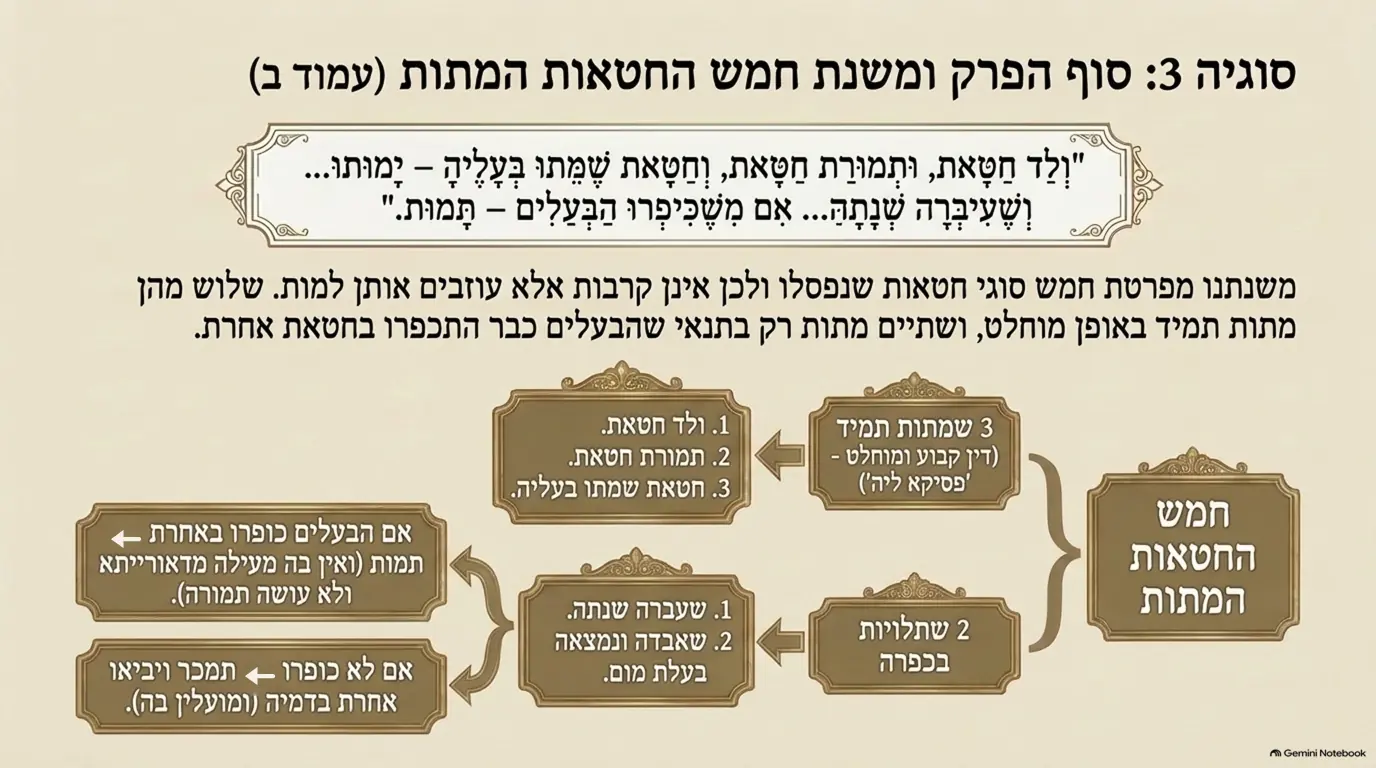 סוגיה 3: סוף הפרק ומשנת חמש החטאות המתות (עמוד ב)
"וְלַד חַטָּאת, וּתְמוּרַת חַטָּאת, וְחַטָּאת שֶׁמֵּתוּ בְּעָלֶיהָ – יָמוּתוּ...
וְשֶׁעִיבְּרָה שְׁנָתָהּ... אִם מִשֶּׁכִּיפְּרוּ הַבְּעָלִים – תָּמוּת."
משנתנו מפרטת חמש סוגי חטאות שנפסלו ולכן אינן קרבות אלא עוזבים אותן למות. שלוש מהן
מתות תמיד באופן מוחלט, ושתיים מתות רק בתנאי שהבעלים כבר התכפרו בחטאת אחרת.
חמש
החטאות
המתות
3 שמתות תמיד
(דין קבוע ומוחלט -
'פסיקא ליה')
1. ולד חטאת.
2. תמורת חטאת.
3. חטאת שמתו בעליה.
2 שתלויות
בכפרה
1. שעברה שנתה.
2. שאבדה ונמצאה
בעלת מום.
אם הבעלים כופרו באחרת ←
תמות (ואין בה מעילה מדאורייתא
ולא עושה תמורה).
אם לא כופרו ← תמכר ויביאו
אחרת בדמיה (ומועלין בה).
Gemini Notebook